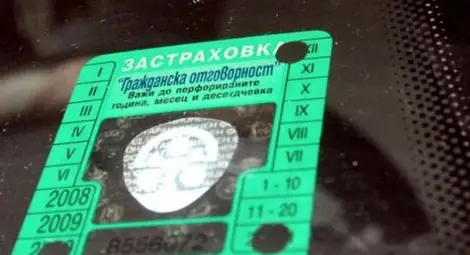 ЗАСТРАХОВКА
"Гражданска отговорност"
Важи до перфорираните
година, месец и десетдневка
I
II
III
IV
V
VI
2008
2009
XII
XI
X
IX
VIII
VII
1 - 10
11 - 20
8556072